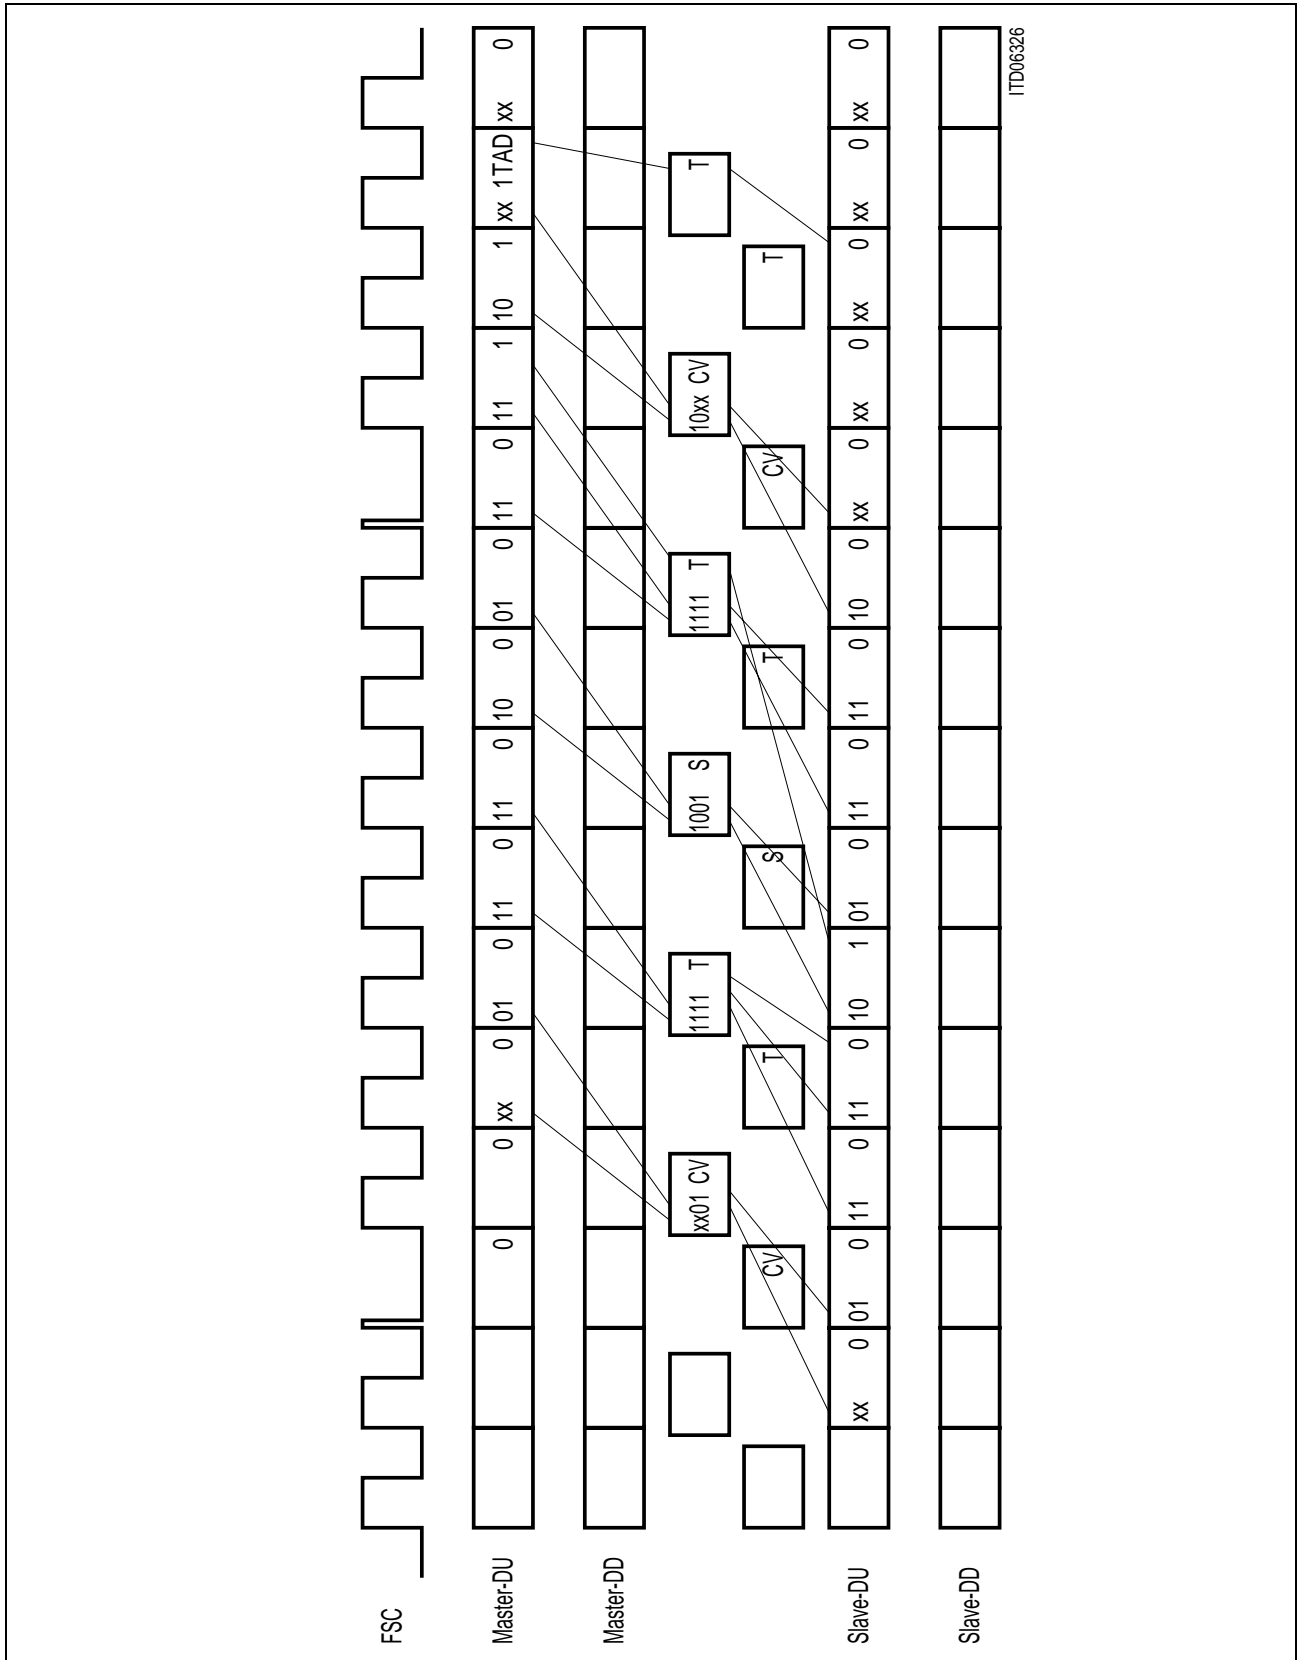 FSC
Master-DU 0 0 xx 0 01 0 11 0 11 0 10 0 01 0 11 0 11 1 10 1 xx 1TAD xx 0
Master-DD
xx01 CV 1111 T 1001 S 1111 T 10xx CV T
CV T S T CV T
Slave-DU xx 0 01 0 11 0 11 0 10 1 01 0 11 0 11 0 10 0 xx 0 xx 0 xx 0 xx 0 xx 0
Slave-DD
ITD06326